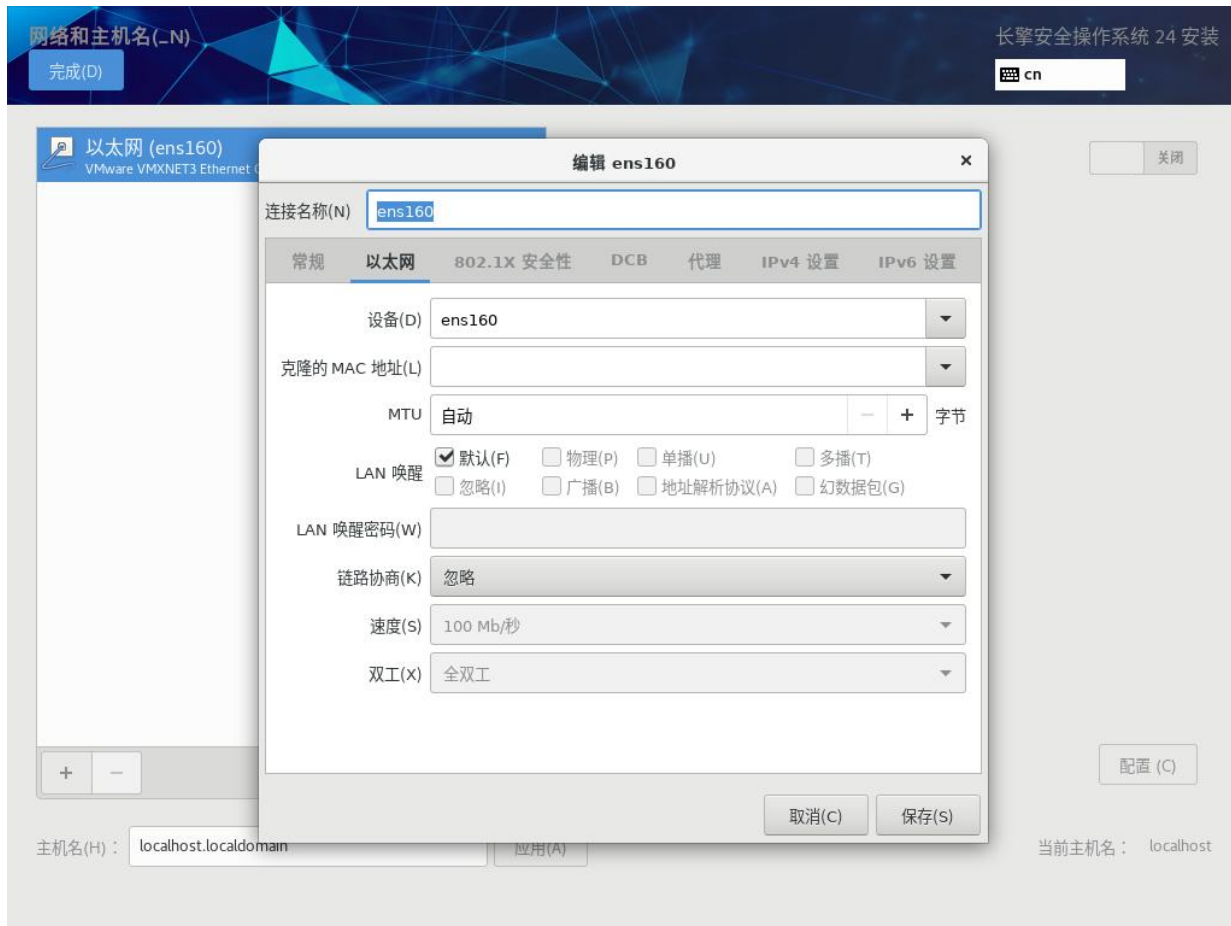 网络和主机名(_N)
长擎安全操作系统 24 安装
完成(D)
cn
以太网 (ens160)
VMware VMXNET3 Ethernet
关闭
编辑 ens160
连接名称(N) ens160
常规 以太网 802.1X 安全性 DCB 代理 IPv4 设置 IPv6 设置
设备(D) ens160
克隆的 MAC 地址(L)
MTU 自动 字节
LAN 唤醒
默认(F) 物理(P) 单播(U) 多播(T)
忽略(I) 广播(B) 地址解析协议(A) 幻数据包(G)
LAN 唤醒密码(W)
链路协商(K) 忽略
速度(S) 100 Mb/秒
双工(X) 全双工
配置 (C)
取消(C) 保存(S)
主机名(H)： localhost.localdomain 应用(A) 当前主机名： localhost